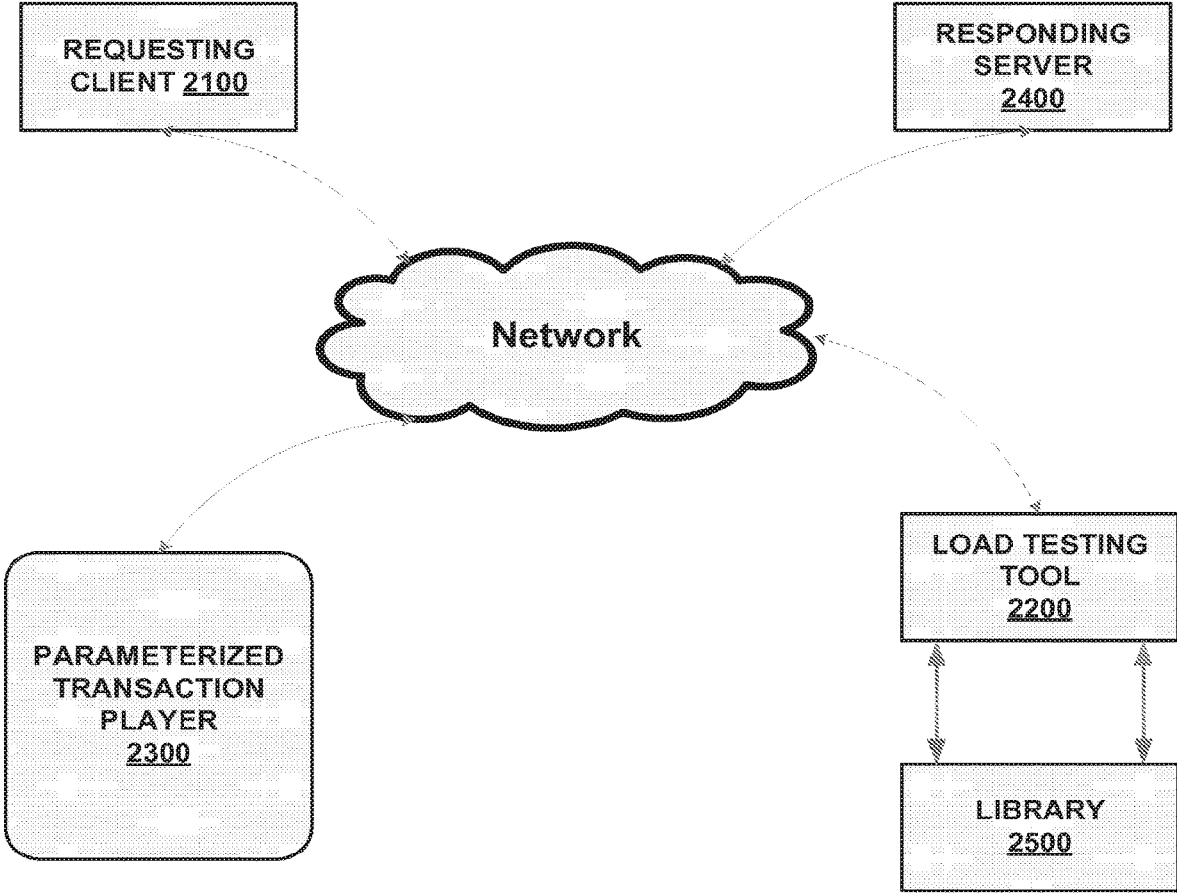 REQUESTING
CLIENT 2100
RESPONDING
SERVER
2400
Network
LOAD TESTING
TOOL
2200
PARAMETERIZED
TRANSACTION
PLAYER
2300
LIBRARY
2500